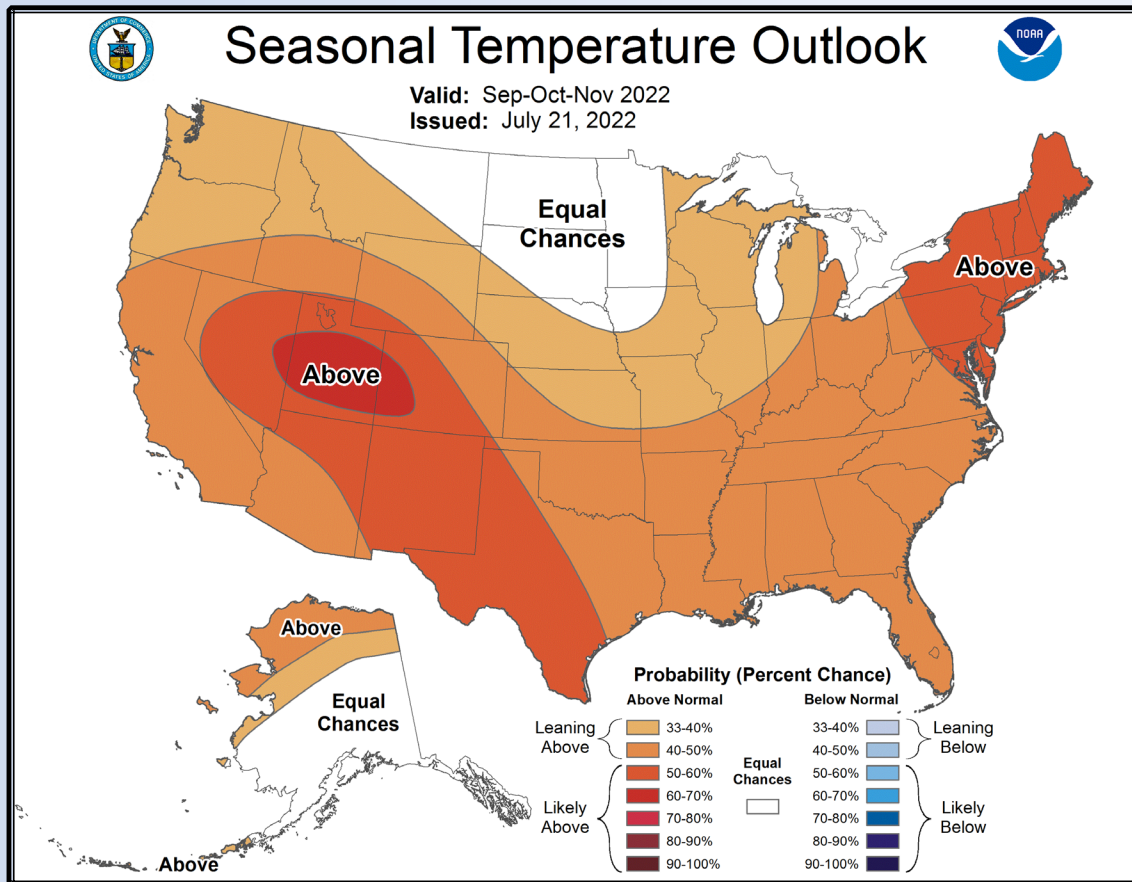 Seasonal Temperature Outlook
NOAA
Valid: Sep-Oct-Nov 2022
Issued: July 21, 2022
Equal
Chances
Above
Above
Above
Equal
Chances
Above
Probability (Percent Chance)
Above Normal
Below Normal
Leaning
Above
33-40%
40-50%
Likely
Above
50-60%
60-70%
70-80%
80-90%
90-100%
Equal
Chances
33-40%
40-50%
Leaning
Below
50-60%
60-70%
70-80%
80-90%
90-100%
Likely
Below